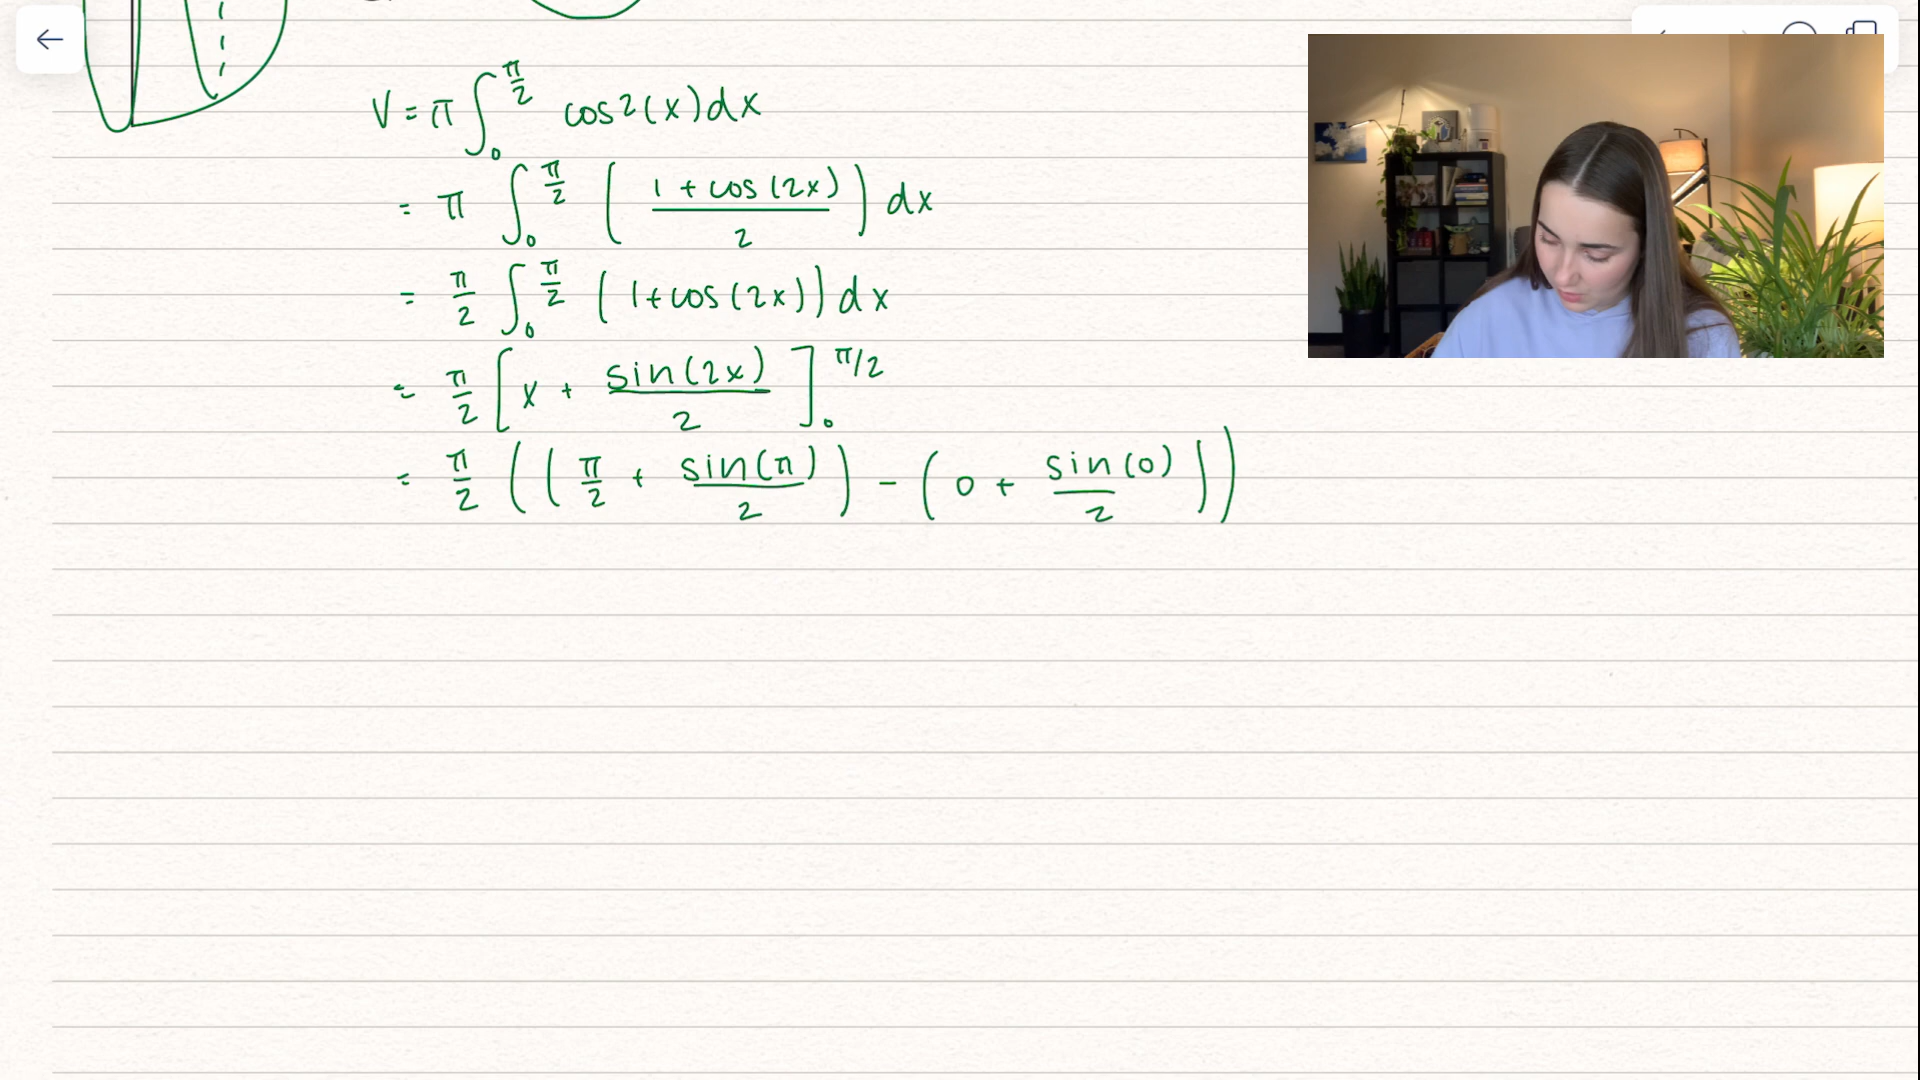 V = π ∫₀^(π/2) cos2(x)dx
= π ∫₀^(π/2) ( (1 + cos(2x))/2 ) dx
= π/2 ∫₀^(π/2) (1+cos(2x)) dx
= π/2 [ x + sin(2x)/2 ]₀^(π/2)
= π/2 ( ( π/2 + sin(π)/2 ) - ( 0 + sin(0)/2 ) )